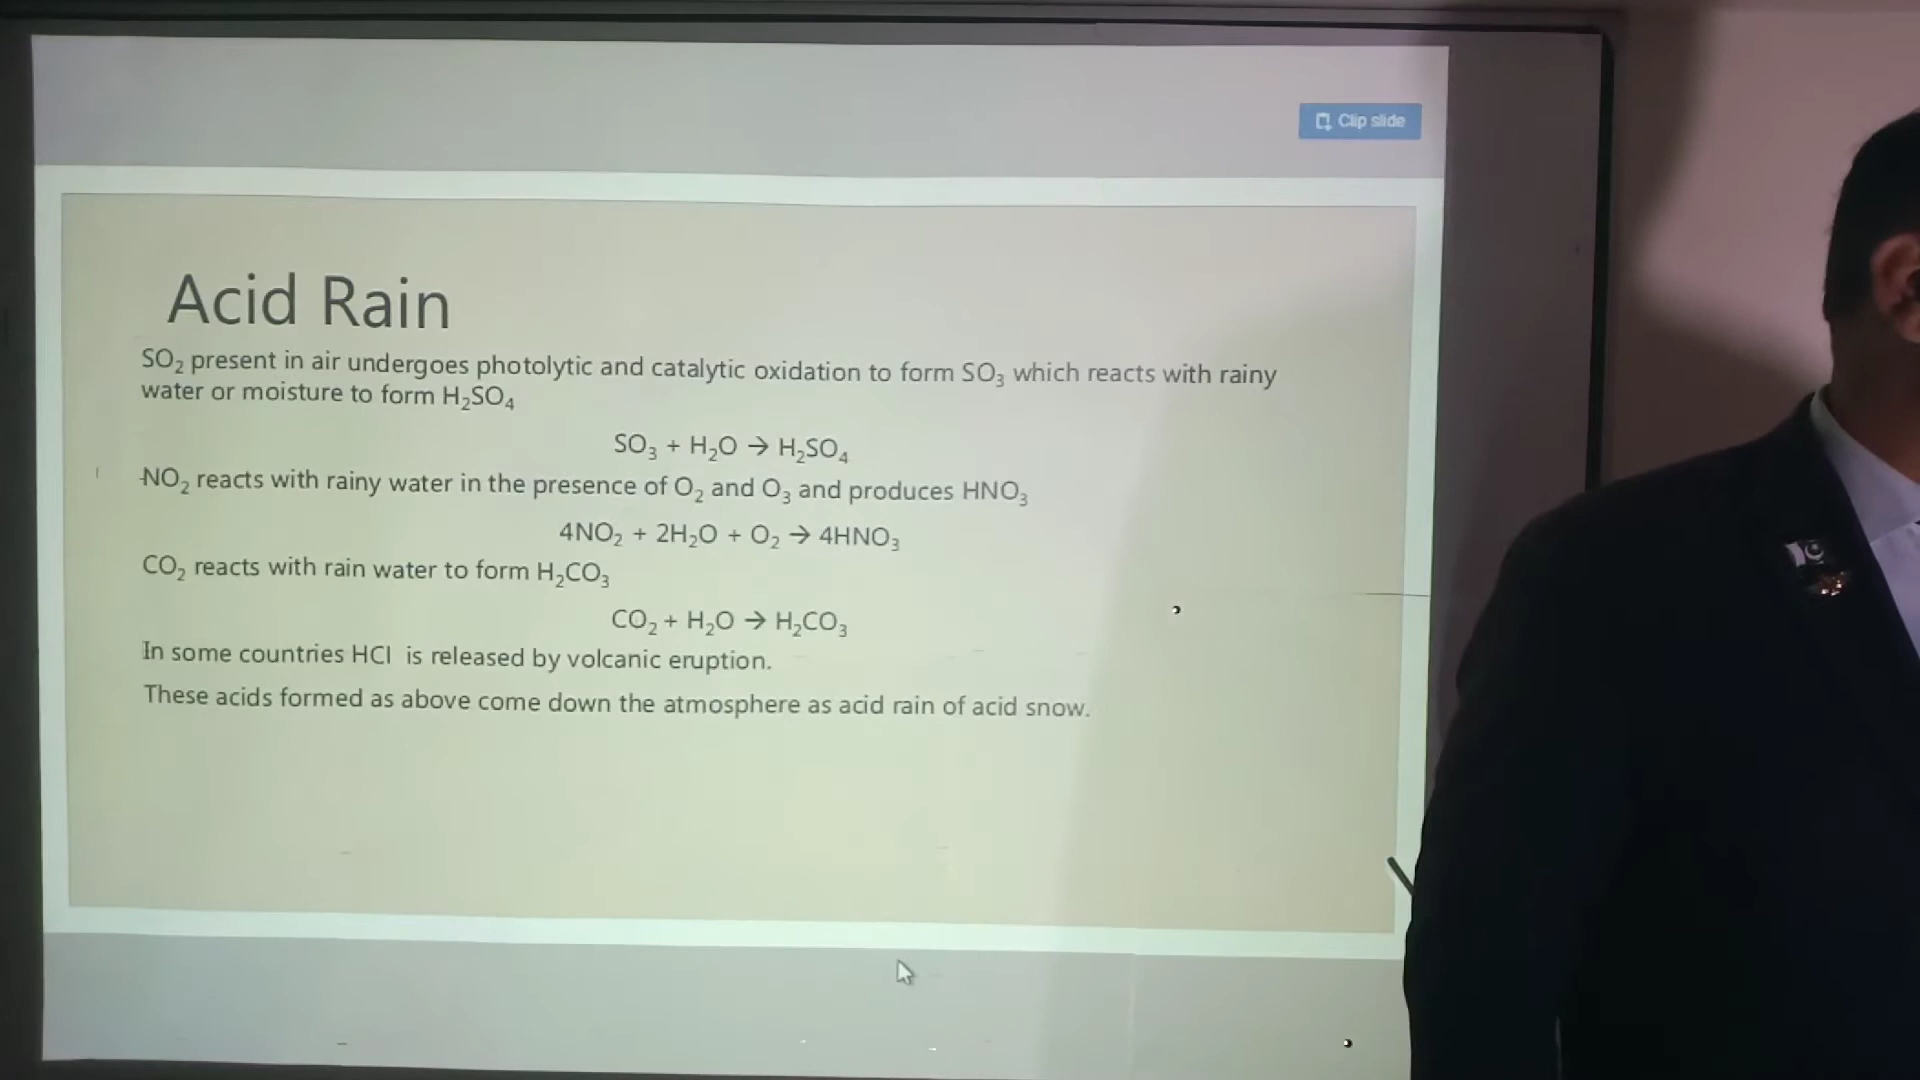 Clip slide
Acid Rain
SO₂ present in air undergoes photolytic and catalytic oxidation to form SO₃ which reacts with rainy
water or moisture to form H₂SO₄
SO₃ + H₂O → H₂SO₄
NO₂ reacts with rainy water in the presence of O₂ and O₃ and produces HNO₃
4NO₂ + 2H₂O + O₂ → 4HNO₃
CO₂ reacts with rain water to form H₂CO₃
CO₂ + H₂O → H₂CO₃
In some countries HCl is released by volcanic eruption.
These acids formed as above come down the atmosphere as acid rain of acid snow.